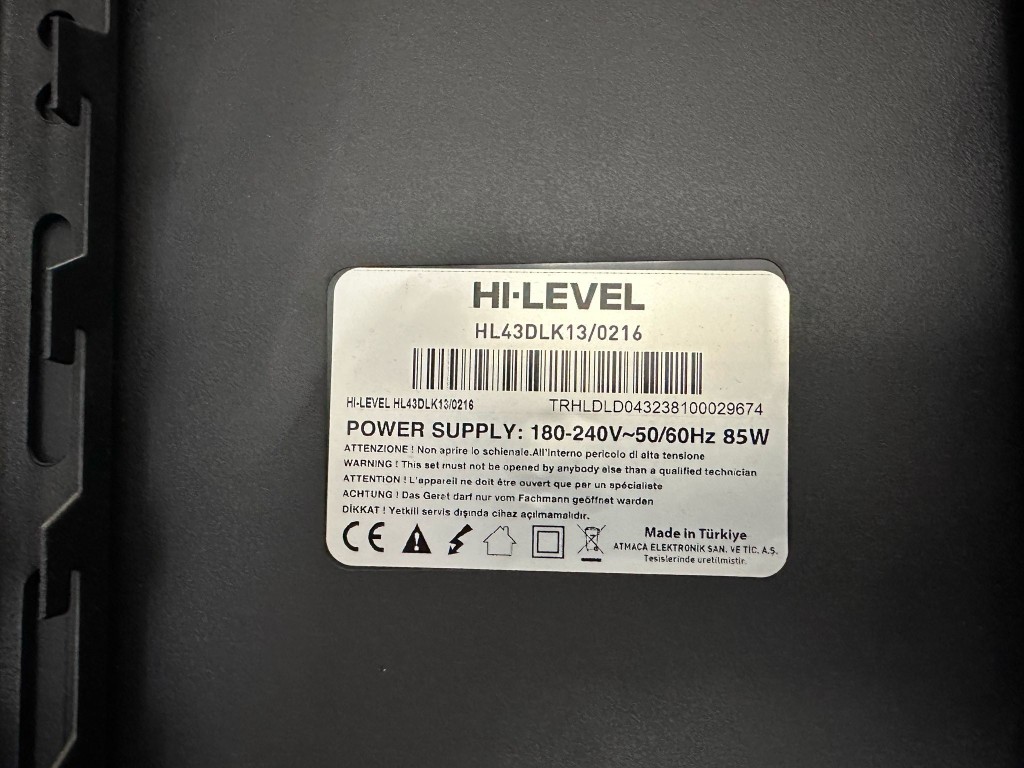 HI-LEVEL
HL43DLK13/0216
HI-LEVEL HL43DLK13/0216 TRHLDLD043238100029674
POWER SUPPLY: 180-240V~50/60Hz 85W
ATTENZIONE ! Non aprire lo schienale.All'interno pericolo di alta tensione
WARNING ! This set must not be opened by anybody else than a qualified technician
ATTENTION ! L'appareil ne doit être ouvert que par un spécialiste
ACHTUNG ! Das Geret darf nur vom Fachmann geöffnet warden
DİKKAT ! Yetkili servis dışında cihaz açılmamalıdır.
CE
Made in Türkiye
ATMACA ELEKTRONİK SAN. VE TİC. A.Ş.
Tesislerinde üretilmiştir.